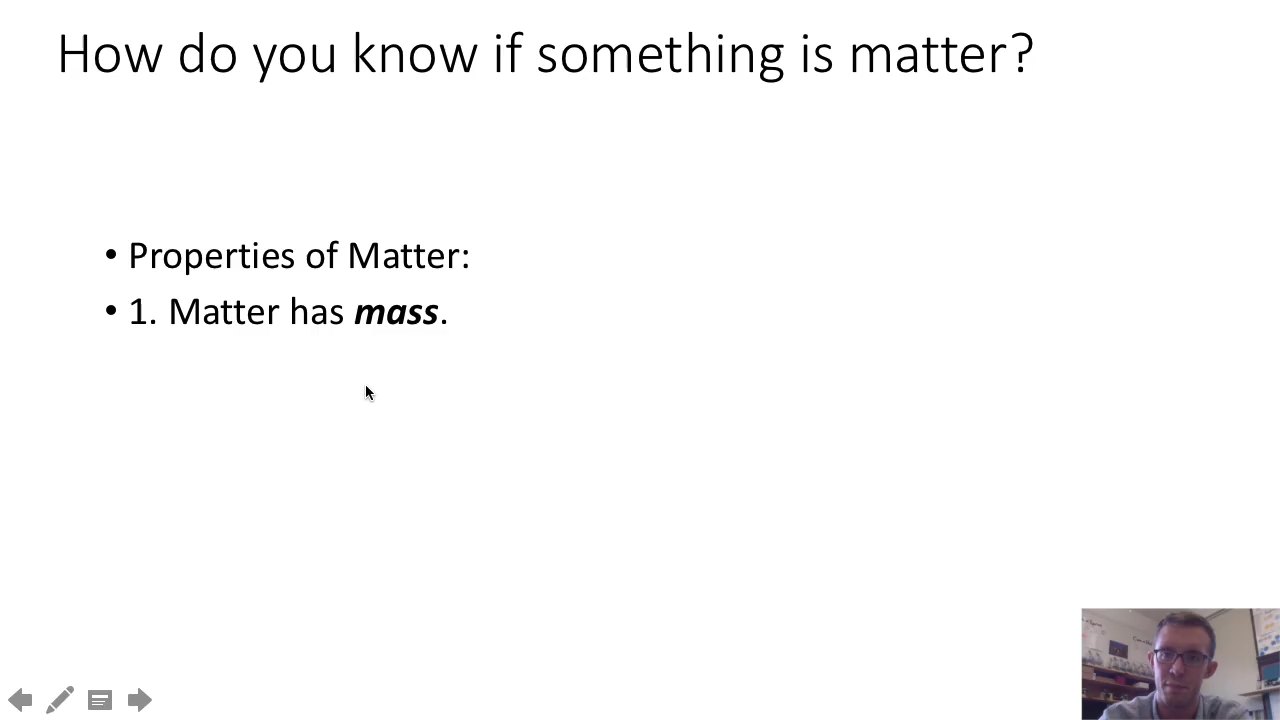 How do you know if something is matter?
• Properties of Matter:
• 1. Matter has mass.